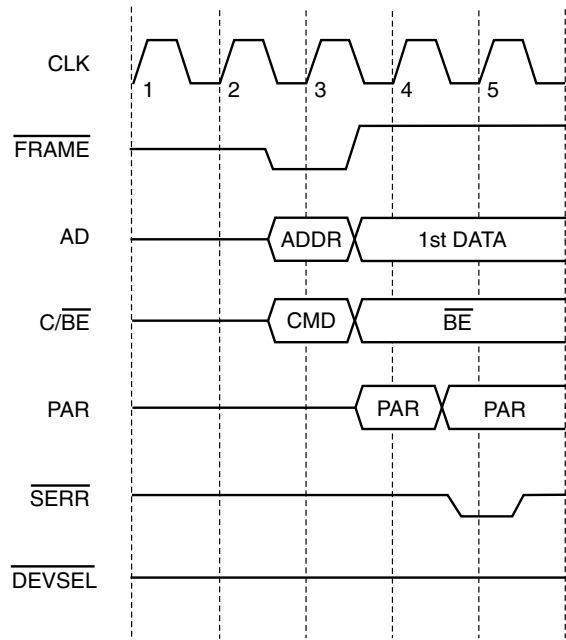 CLK
1 2 3 4 5
FRAME
AD ADDR 1st DATA
C/BE CMD BE
PAR PAR PAR
SERR
DEVSEL